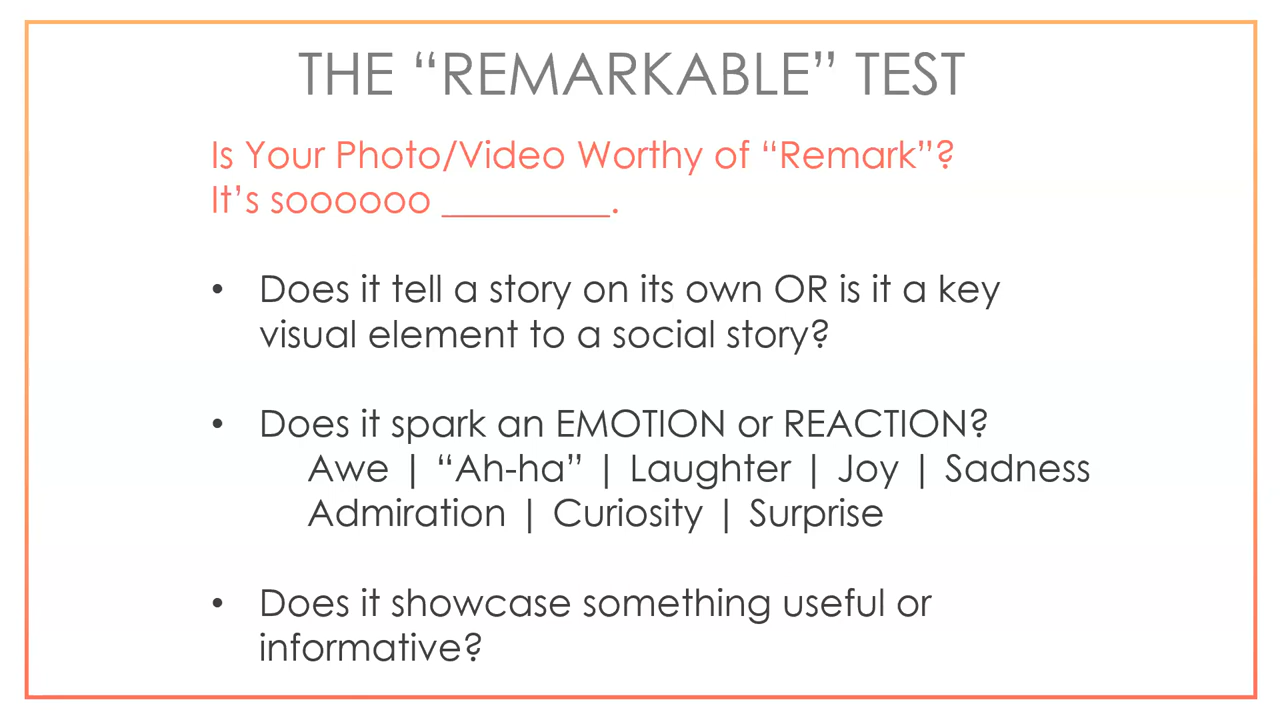 THE “REMARKABLE” TEST
Is Your Photo/Video Worthy of “Remark”?
It’s soooooo _________.
• Does it tell a story on its own OR is it a key
visual element to a social story?
• Does it spark an EMOTION or REACTION?
Awe | “Ah-ha” | Laughter | Joy | Sadness
Admiration | Curiosity | Surprise
• Does it showcase something useful or
informative?